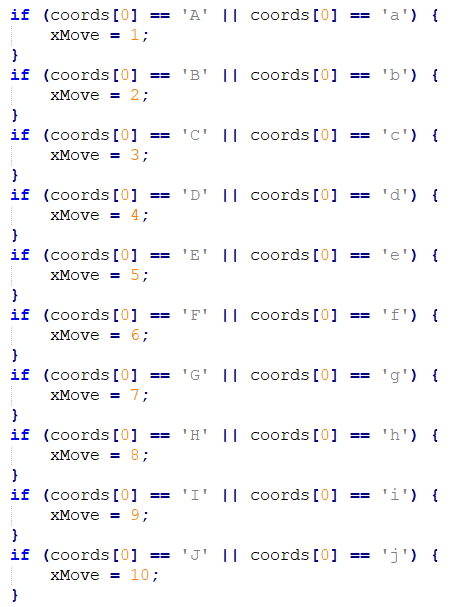 if (coords[0] == 'A' || coords[0] == 'a') {
    xMove = 1;
}
if (coords[0] == 'B' || coords[0] == 'b') {
    xMove = 2;
}
if (coords[0] == 'C' || coords[0] == 'c') {
    xMove = 3;
}
if (coords[0] == 'D' || coords[0] == 'd') {
    xMove = 4;
}
if (coords[0] == 'E' || coords[0] == 'e') {
    xMove = 5;
}
if (coords[0] == 'F' || coords[0] == 'f') {
    xMove = 6;
}
if (coords[0] == 'G' || coords[0] == 'g') {
    xMove = 7;
}
if (coords[0] == 'H' || coords[0] == 'h') {
    xMove = 8;
}
if (coords[0] == 'I' || coords[0] == 'i') {
    xMove = 9;
}
if (coords[0] == 'J' || coords[0] == 'j') {
    xMove = 10;
}